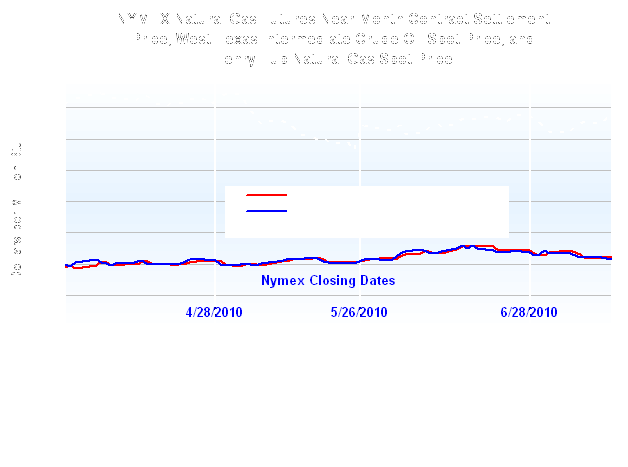 NYMEX Natural Gas Futures Near-Month Contract Settlement
Price, West Texas Intermediate Crude Oil Spot Price, and
Henry Hub Natural Gas Spot Price
Nymex Closing Dates
4/28/2010 5/26/2010 6/28/2010